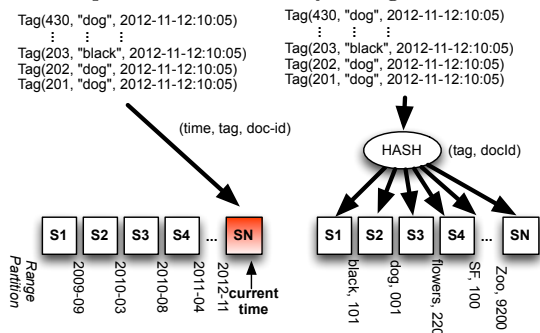 Tag(430, "dog", 2012-11-12:10:05)
Tag(203, "black", 2012-11-12:10:05)
Tag(202, "dog", 2012-11-12:10:05)
Tag(201, "dog", 2012-11-12:10:05)
(time, tag, doc-id)
S1 S2 S3 S4 ... SN
Range
Partition
2009-09
2010-03
2010-08
2011-04
2012-11
current
time
Tag(430, "dog", 2012-11-12:10:05)
Tag(203, "black", 2012-11-12:10:05)
Tag(202, "dog", 2012-11-12:10:05)
Tag(201, "dog", 2012-11-12:10:05)
HASH
(tag, docId)
S1 S2 S3 S4 ... SN
black, 101
dog, 001
flowers, 220
SF, 100
Zoo, 9200